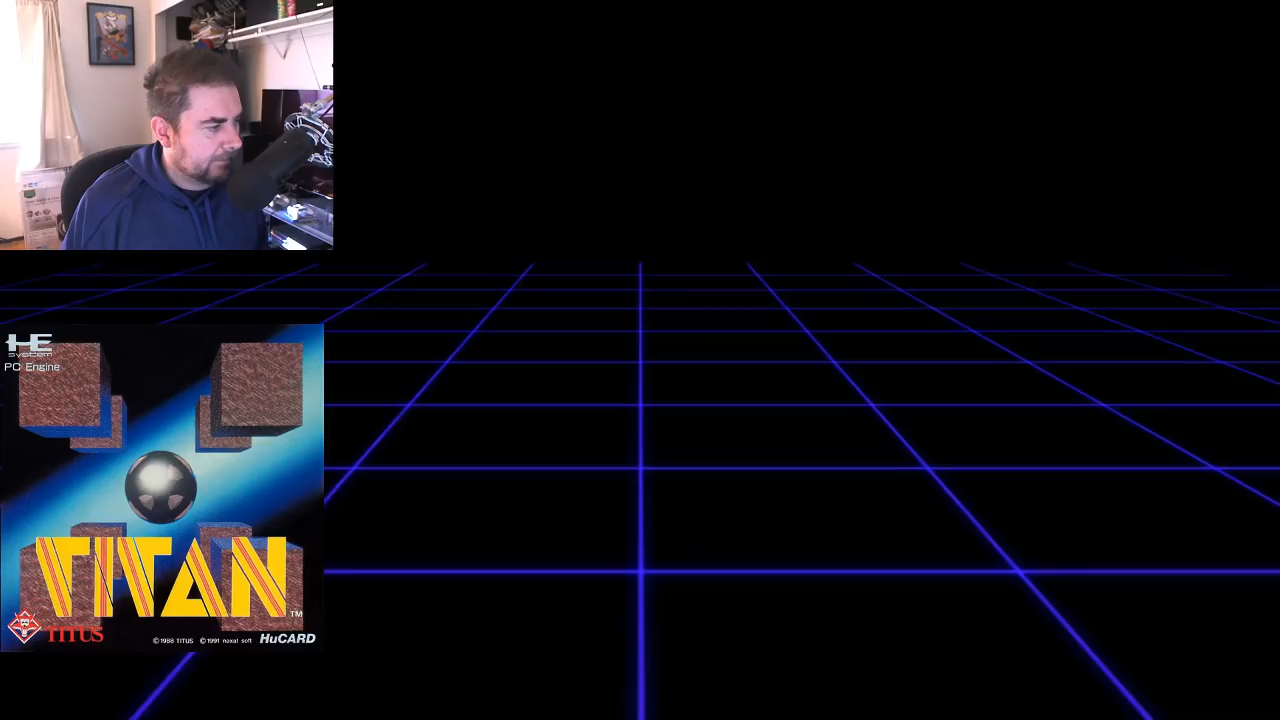 HE
system
PC Engine
TITAN
TM
TITUS
©1988 TITUS ©1991 naxat soft HuCARD